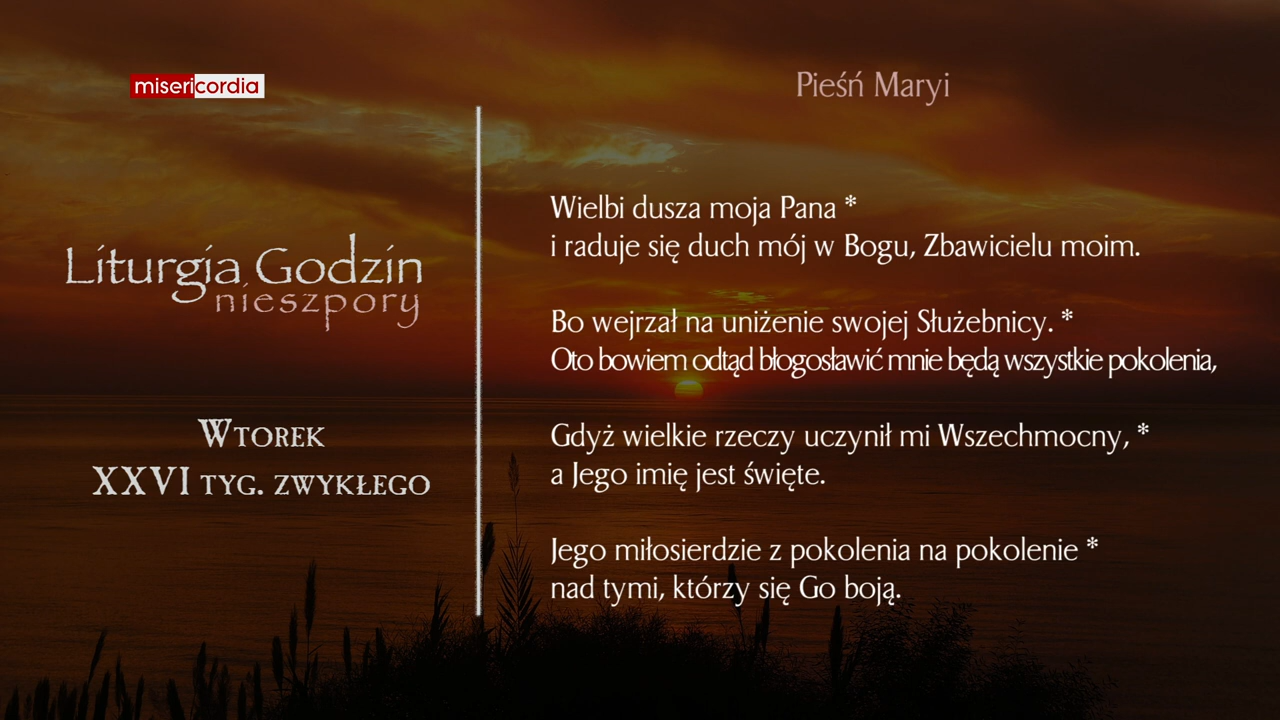 misericordia
Liturgia Godzin
nieszpory
Wtorek
XXVI tyg. zwykłego
Pieśń Maryi
Wielbi dusza moja Pana *
i raduje się duch mój w Bogu, Zbawicielu moim.
Bo wejrzał na uniżenie swojej Służebnicy. *
Oto bowiem odtąd błogosławić mnie będą wszystkie pokolenia,
Gdyż wielkie rzeczy uczynił mi Wszechmocny, *
a Jego imię jest święte.
Jego miłosierdzie z pokolenia na pokolenie *
nad tymi, którzy się Go boją.